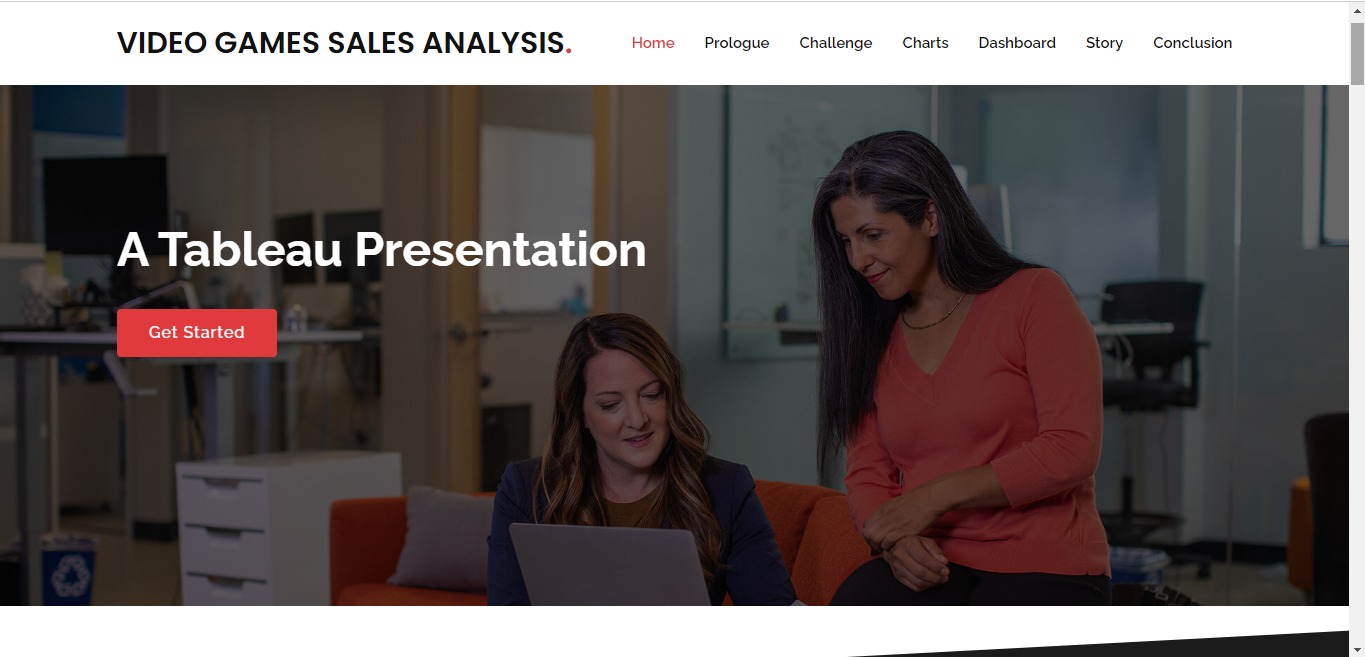 VIDEO GAMES SALES ANALYSIS.
Home Prologue Challenge Charts Dashboard Story Conclusion
A Tableau Presentation
Get Started